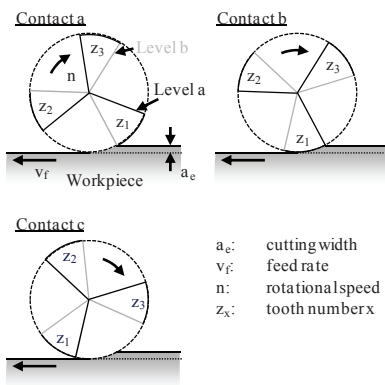 Contact a
z3
Level b
n
Level a
z2
z1
vf
Workpiece
ae
Contact b
z3
z2
z1
Contact c
z2
z3
z1
ae: cutting width
vf: feed rate
n: rotational speed
zx: tooth number x